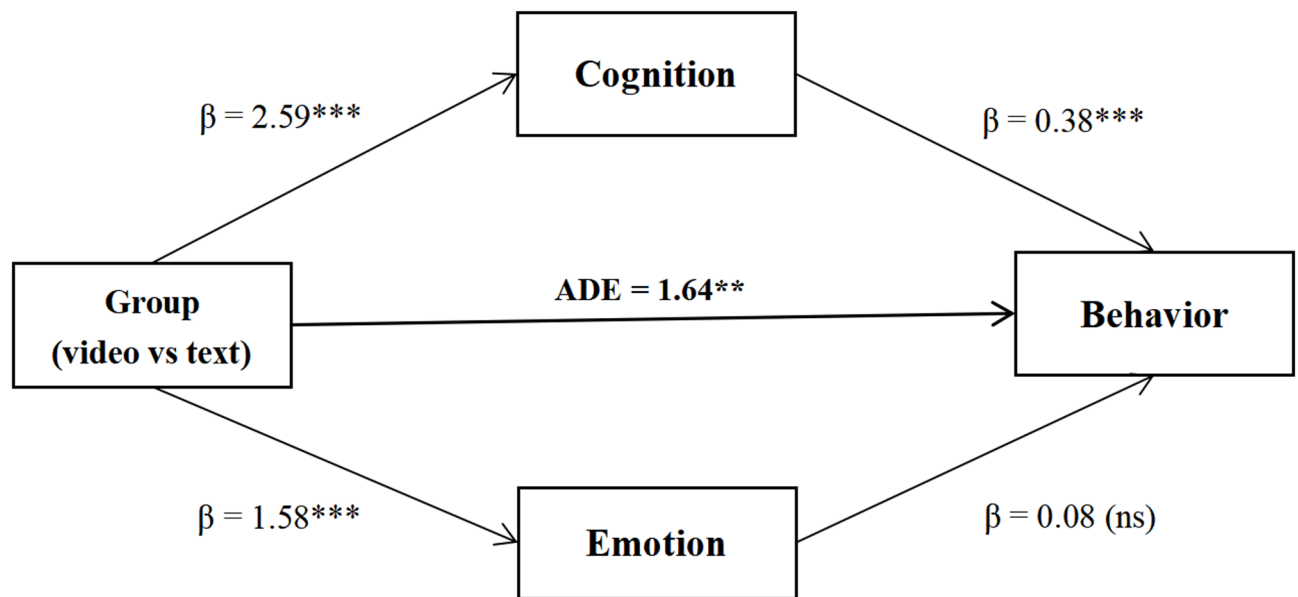 Cognition
β = 2.59***
β = 0.38***
Group
(video vs text)
ADE = 1.64**
Behavior
β = 1.58***
Emotion
β = 0.08 (ns)